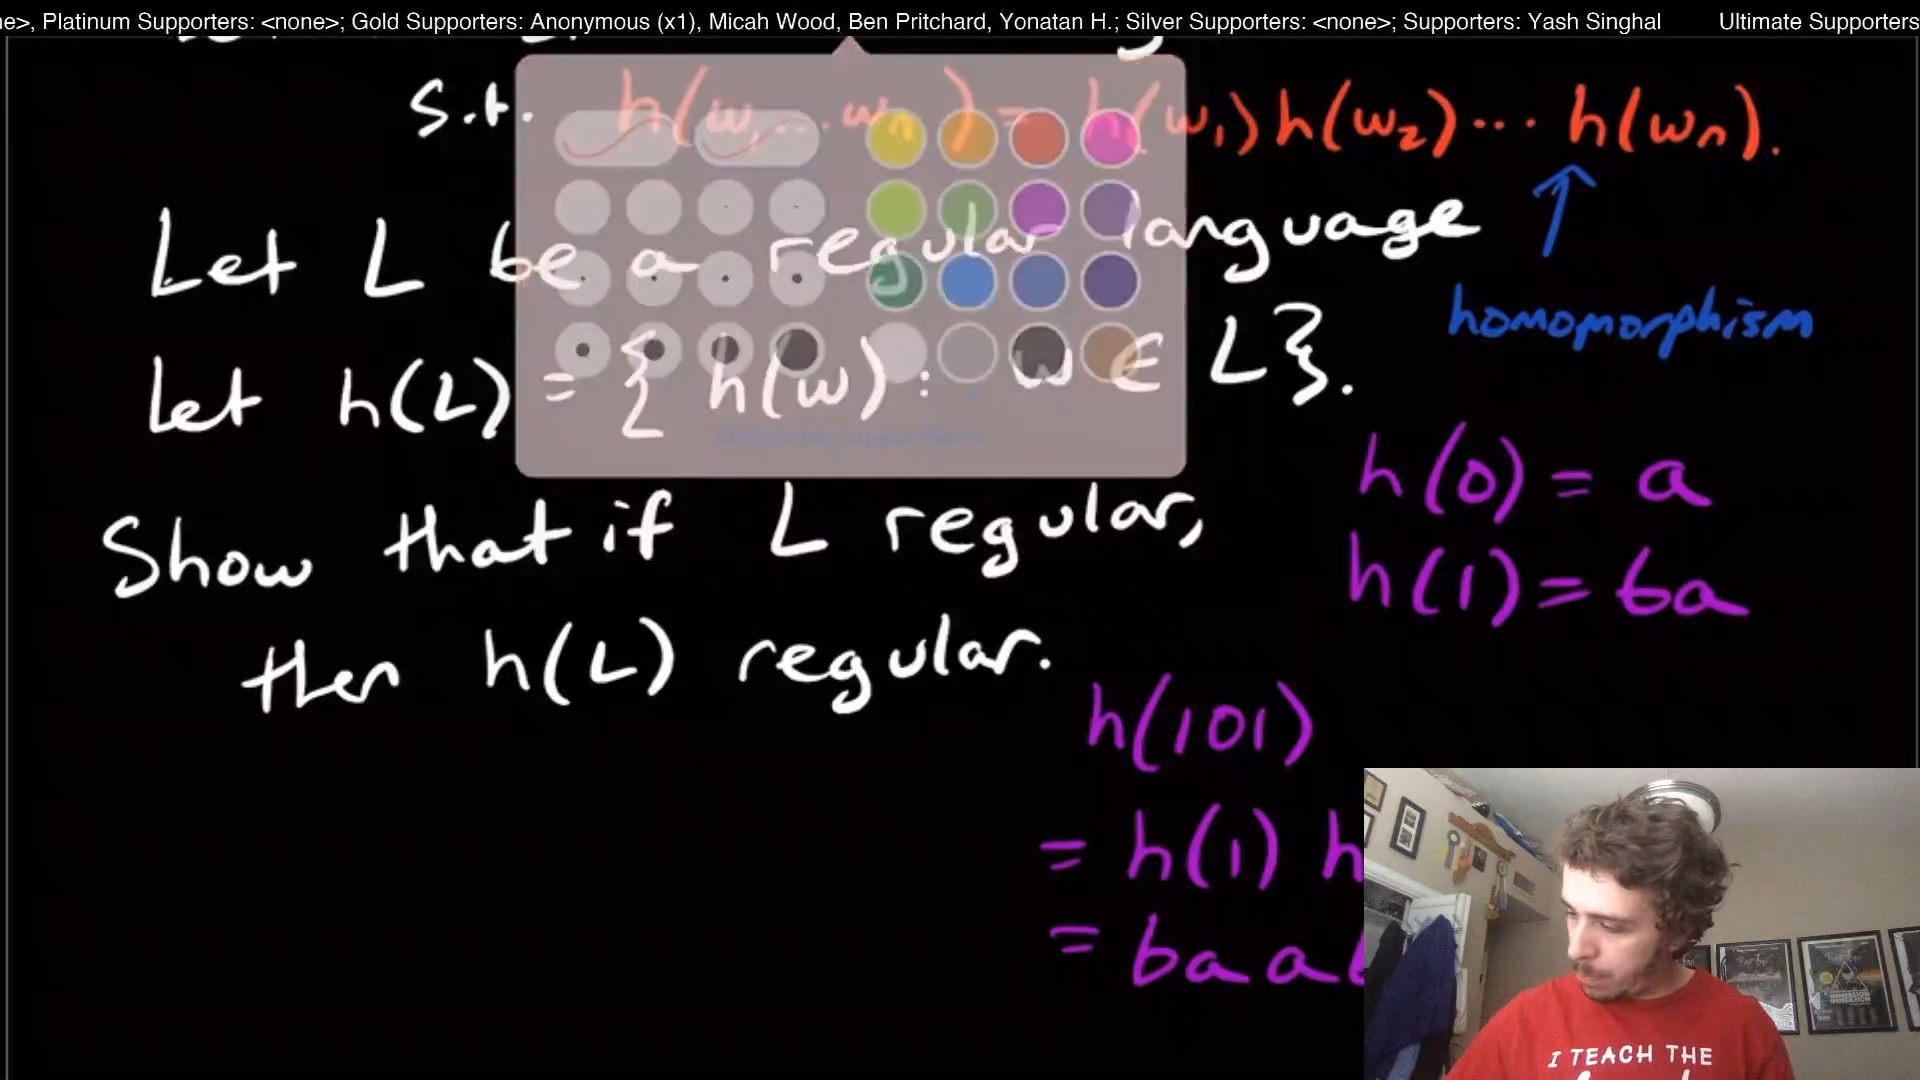 e>, Platinum Supporters: <none>; Gold Supporters: Anonymous (x1), Micah Wood, Ben Pritchard, Yonatan H.; Silver Supporters: <none>; Supporters: Yash Singhal Ultimate Supporters
s.t. h(w₁...wₙ) = h(w₁)h(w₂)...h(wₙ).
Let L be a regular language
homomorphism
Let h(L) = { h(w) : w ∈ L}.
h(0) = a
Show that if L regular,
h(1) = ba
then h(L) regular.
h(101)
= h(1) h
= baa
I TEACH THE